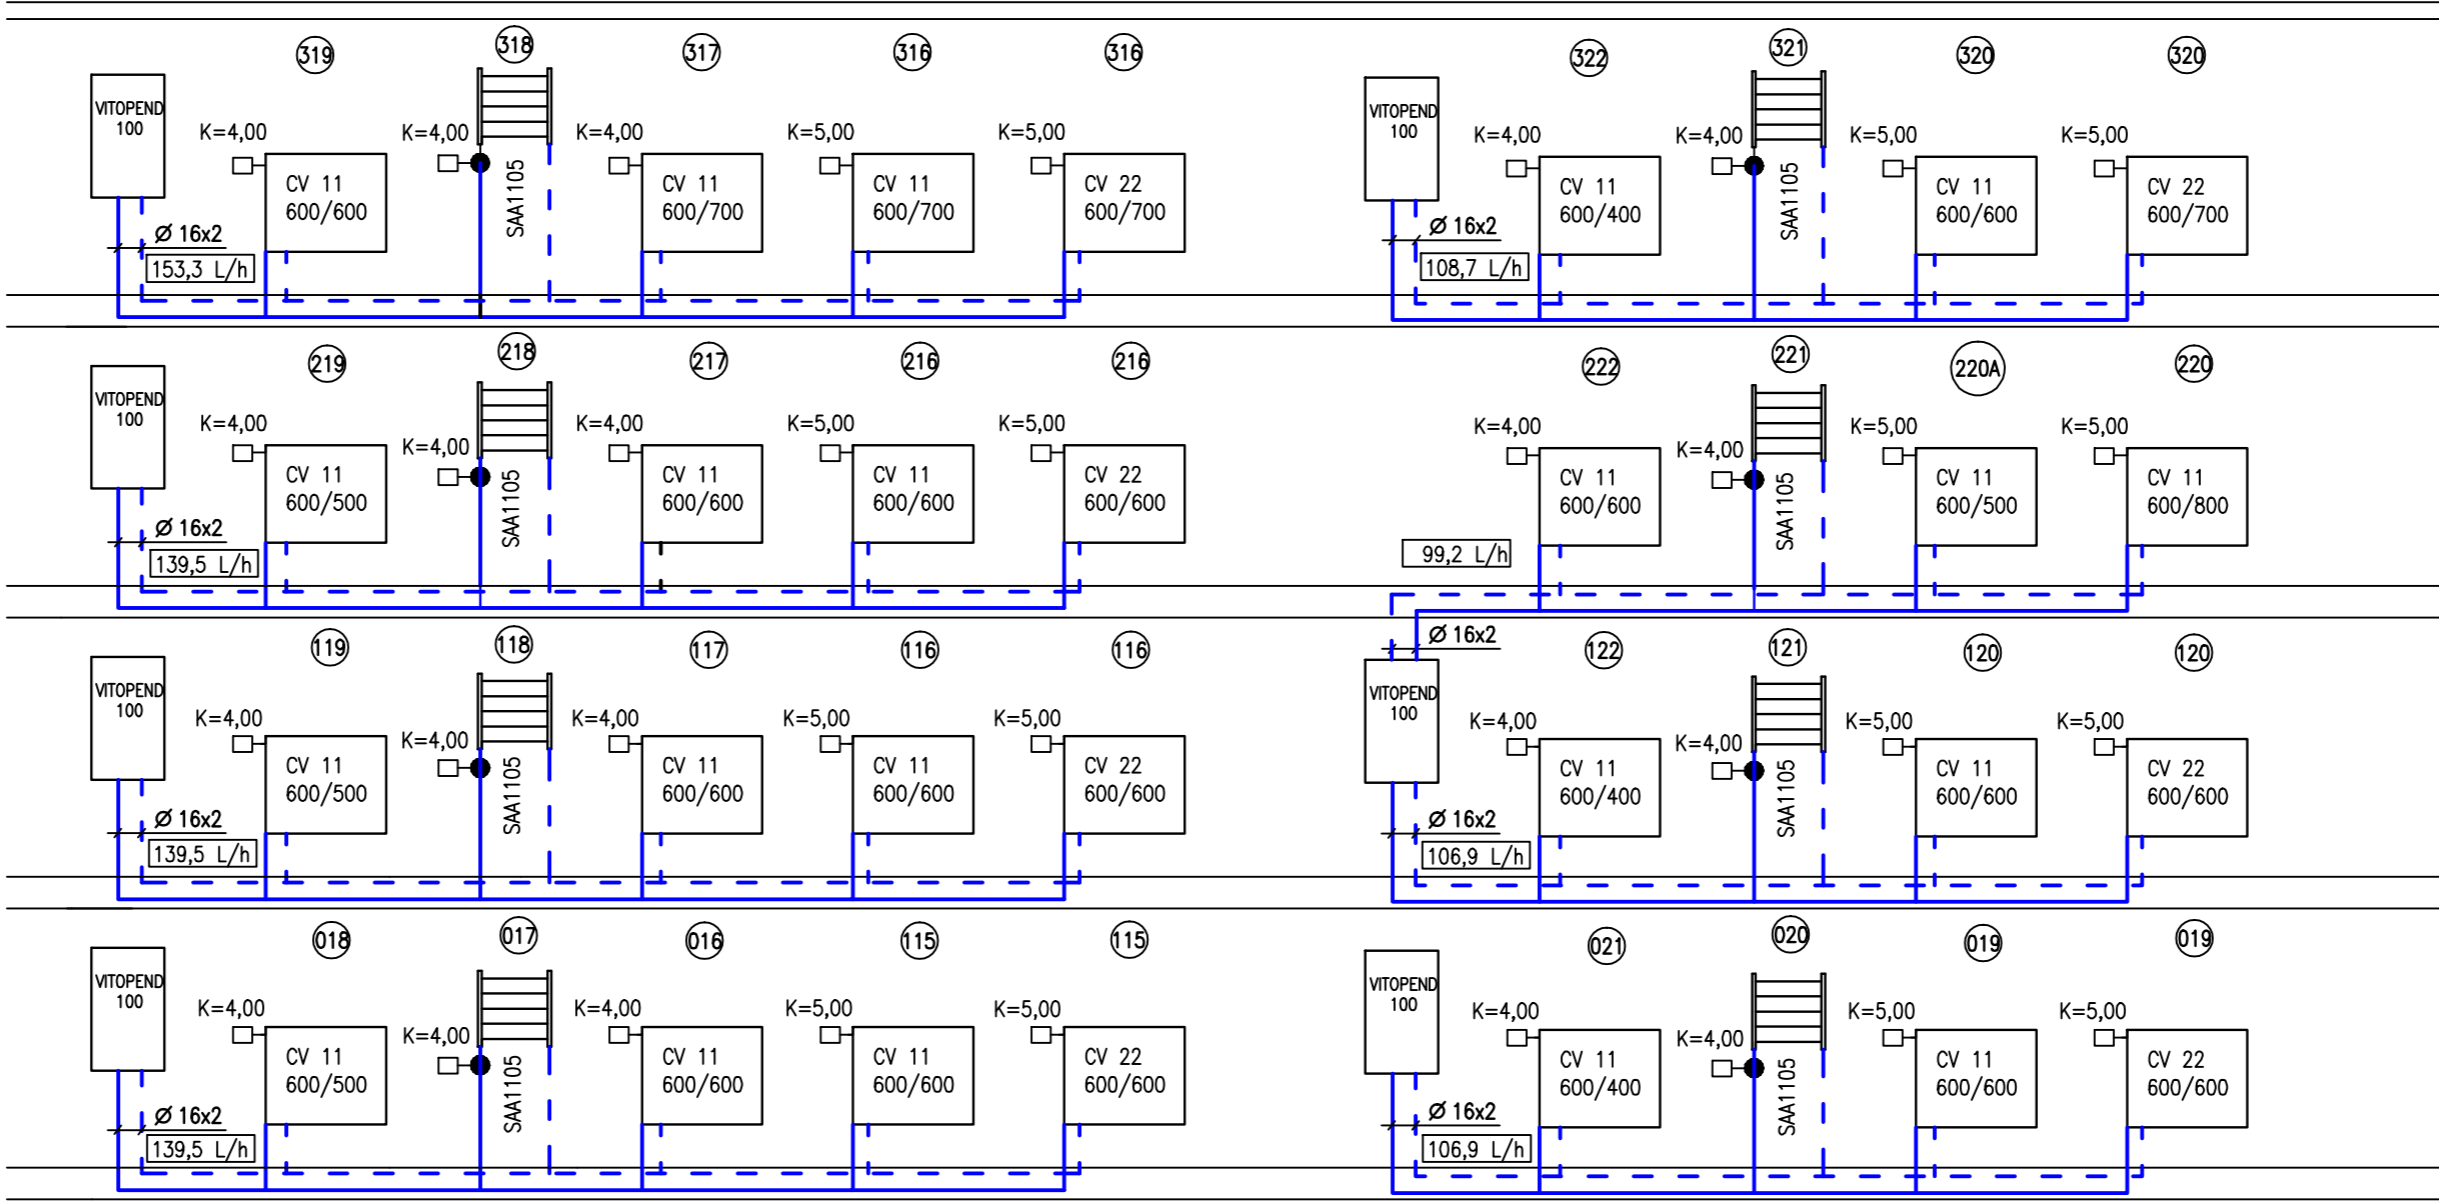 319
318
317
316
316
VITOPEND
100
K=4,00
K=4,00
K=4,00
K=5,00
K=5,00
CV 11
600/600
SAA1105
CV 11
600/700
CV 11
600/700
CV 22
600/700
Ø 16x2
153,3 L/h
322
321
320
320
VITOPEND
100
K=4,00
K=4,00
K=5,00
K=5,00
CV 11
600/400
SAA1105
CV 11
600/600
CV 22
600/700
Ø 16x2
108,7 L/h
219
218
217
216
216
VITOPEND
100
K=4,00
K=4,00
K=4,00
K=5,00
K=5,00
CV 11
600/500
SAA1105
CV 11
600/600
CV 11
600/600
CV 22
600/600
Ø 16x2
139,5 L/h
222
221
220A
220
K=4,00
K=4,00
K=5,00
K=5,00
CV 11
600/600
SAA1105
CV 11
600/500
CV 11
600/800
99,2 L/h
Ø 16x2
119
118
117
116
116
VITOPEND
100
K=4,00
K=4,00
K=4,00
K=5,00
K=5,00
CV 11
600/500
SAA1105
CV 11
600/600
CV 11
600/600
CV 22
600/600
Ø 16x2
139,5 L/h
122
121
120
120
VITOPEND
100
K=4,00
K=4,00
K=5,00
K=5,00
CV 11
600/400
SAA1105
CV 11
600/600
CV 22
600/600
Ø 16x2
106,9 L/h
018
017
016
115
115
VITOPEND
100
K=4,00
K=4,00
K=4,00
K=5,00
K=5,00
CV 11
600/500
SAA1105
CV 11
600/600
CV 11
600/600
CV 22
600/600
Ø 16x2
139,5 L/h
021
020
019
019
VITOPEND
100
K=4,00
K=4,00
K=5,00
K=5,00
CV 11
600/400
SAA1105
CV 11
600/600
CV 22
600/600
Ø 16x2
106,9 L/h